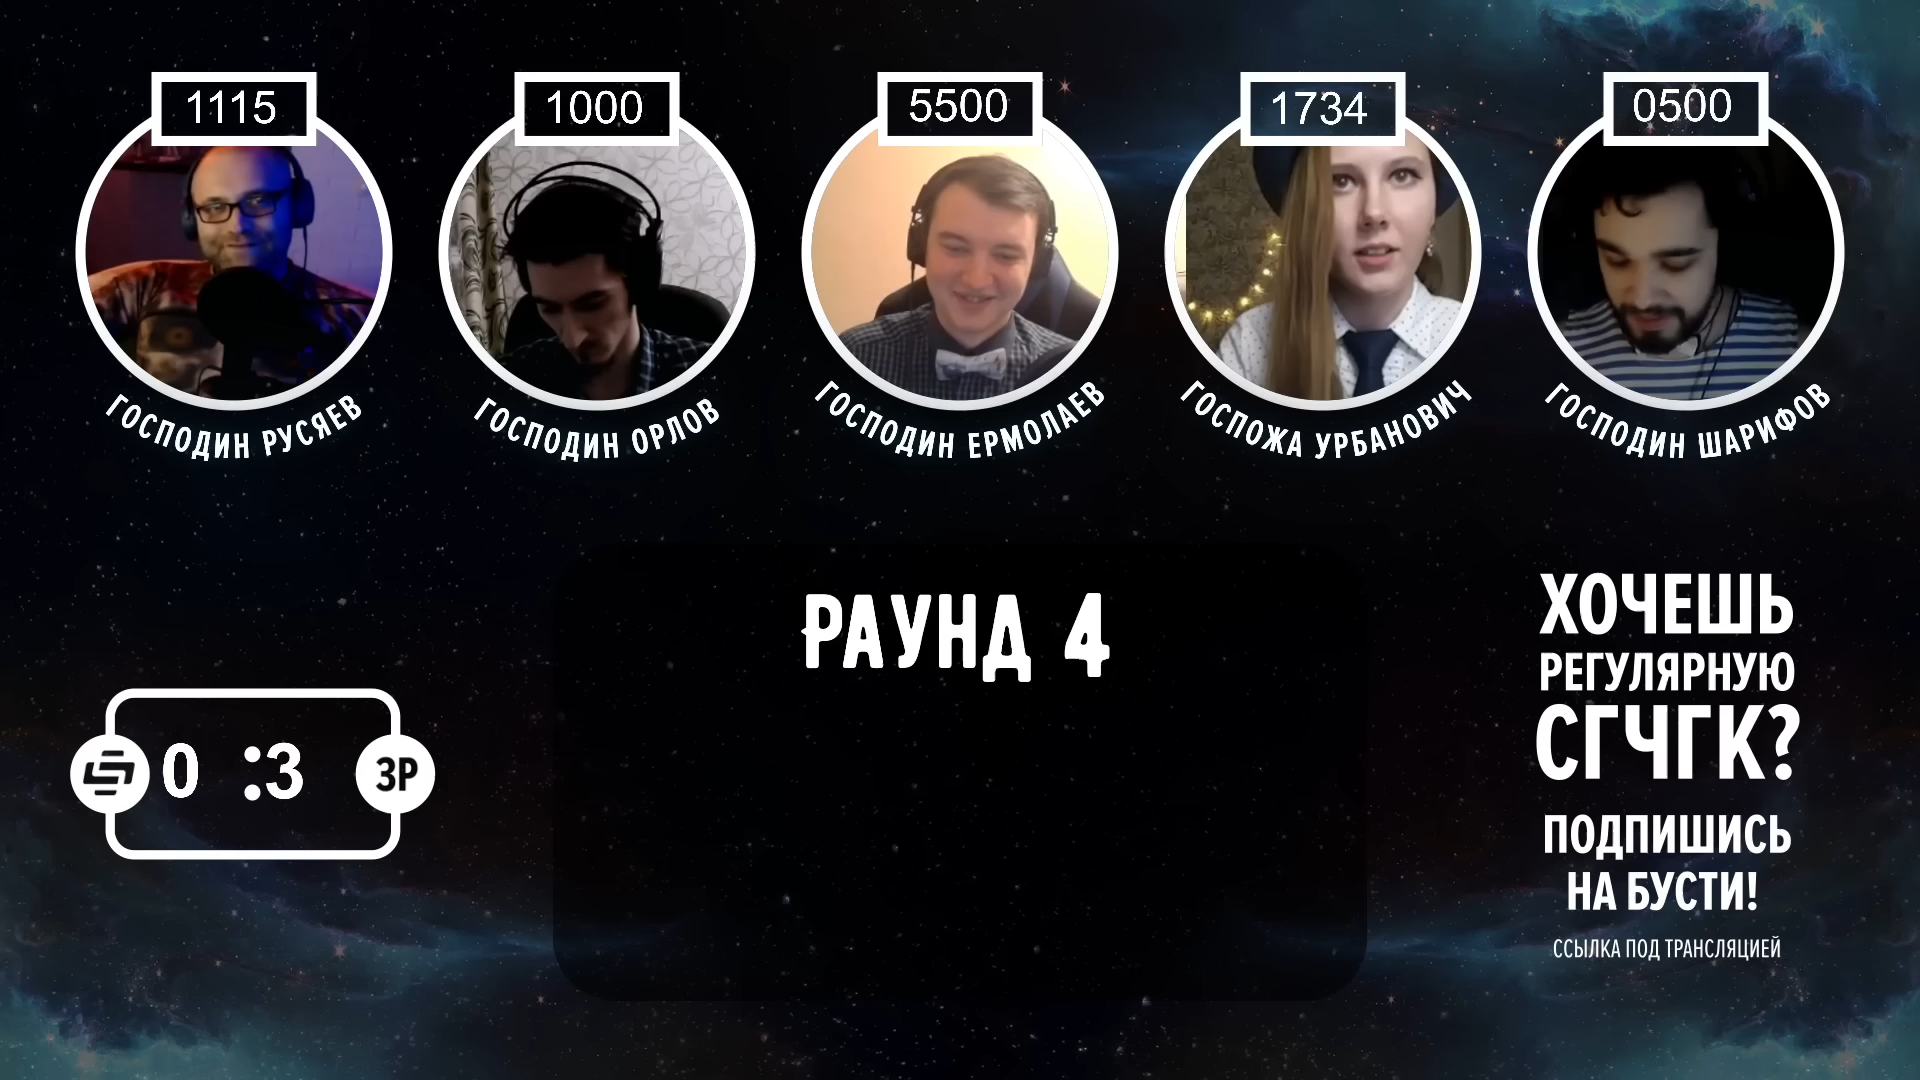 1115
1000
5500
1734
0500
ГОСПОДИН РУСЯЕВ
ГОСПОДИН ОРЛОВ
ГОСПОДИН ЕРМОЛАЕВ
ГОСПОЖА УРБАНОВИЧ
ГОСПОДИН ШАРИФОВ
РАУНД 4
0 :3 ЗР
ХОЧЕШЬ
РЕГУЛЯРНУЮ
СГЧГК?
ПОДПИШИСЬ
НА БУСТИ!
ССЫЛКА ПОД ТРАНСЛЯЦИЕЙ